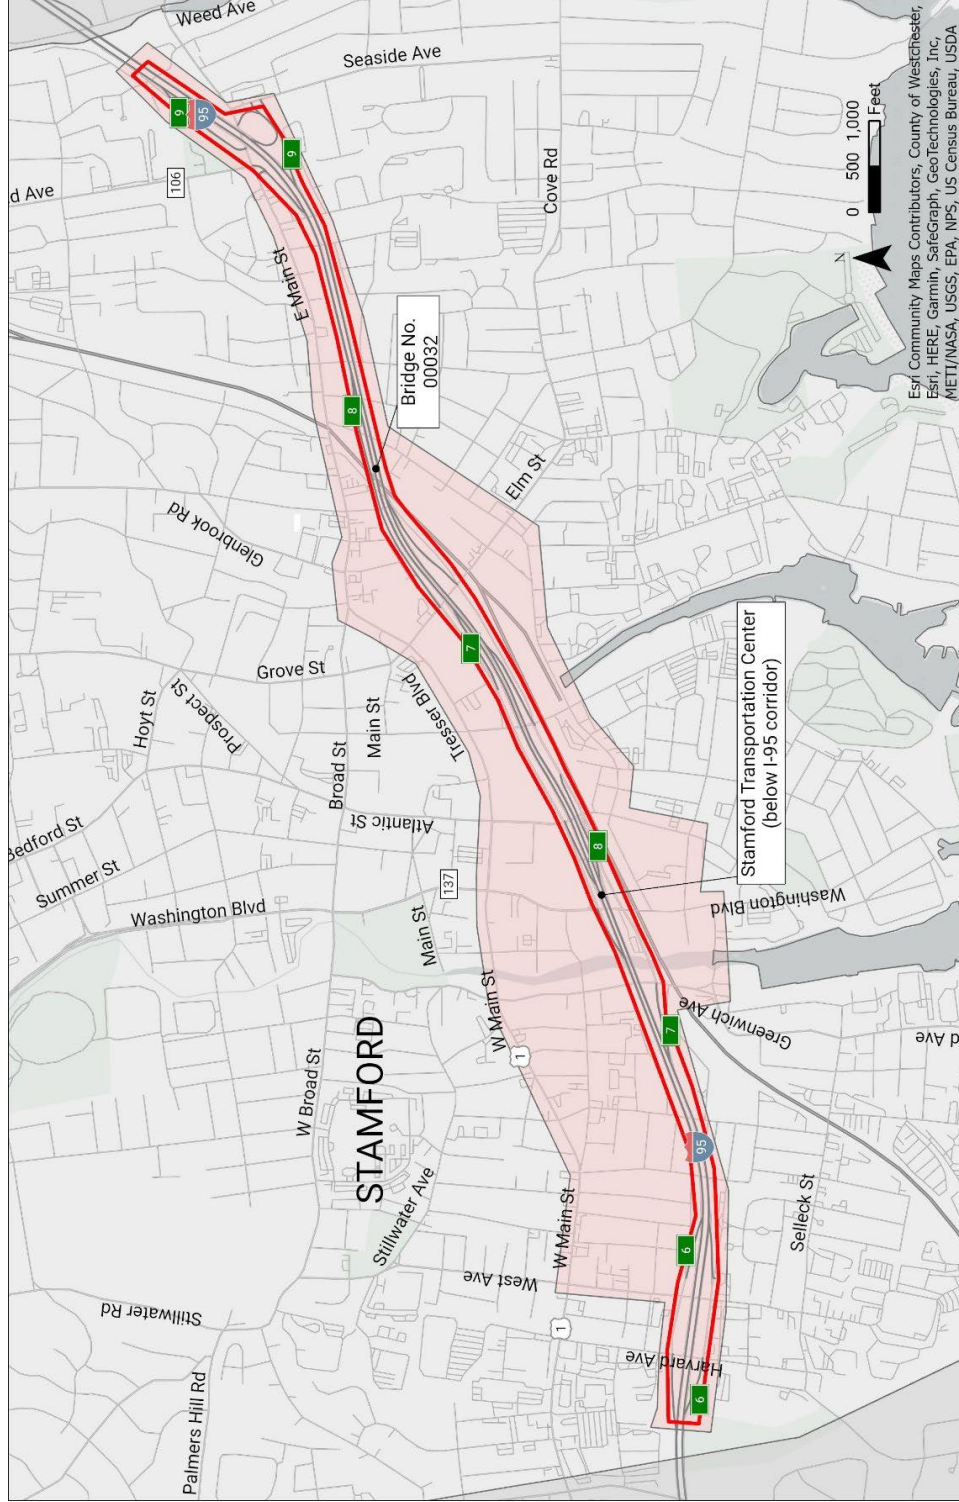 Palmers Hill Rd
Stillwater Rd
STAMFORD
Stillwater Ave
W Broad St
Summer St
Bedford St
Washington Blvd
Hoyt St
Prospect St
Grove St
Glenbrook Rd
d Ave
106
Weed Ave
Seaside Ave
9
95
9
E Main St
Broad St
Main St
Atlantic St
Tresser Blvd
Main St
137
W Main St
1
W Main St
West Ave
1
Harvard Ave
6
6
95
7
8
7
8
Bridge No.
00032
Elm St
Cove Rd
Selleck St
Greenwich Ave
d Ave
Washington Blvd
Stamford Transportation Center
(below I-95 corridor)
N
0 500 1,000
Feet
Esri Community Maps Contributors, County of Westchester,
Esri, HERE, Garmin, SafeGraph, GeoTechnologies, Inc,
METI/NASA, USGS, EPA, NPS, US Census Bureau, USDA